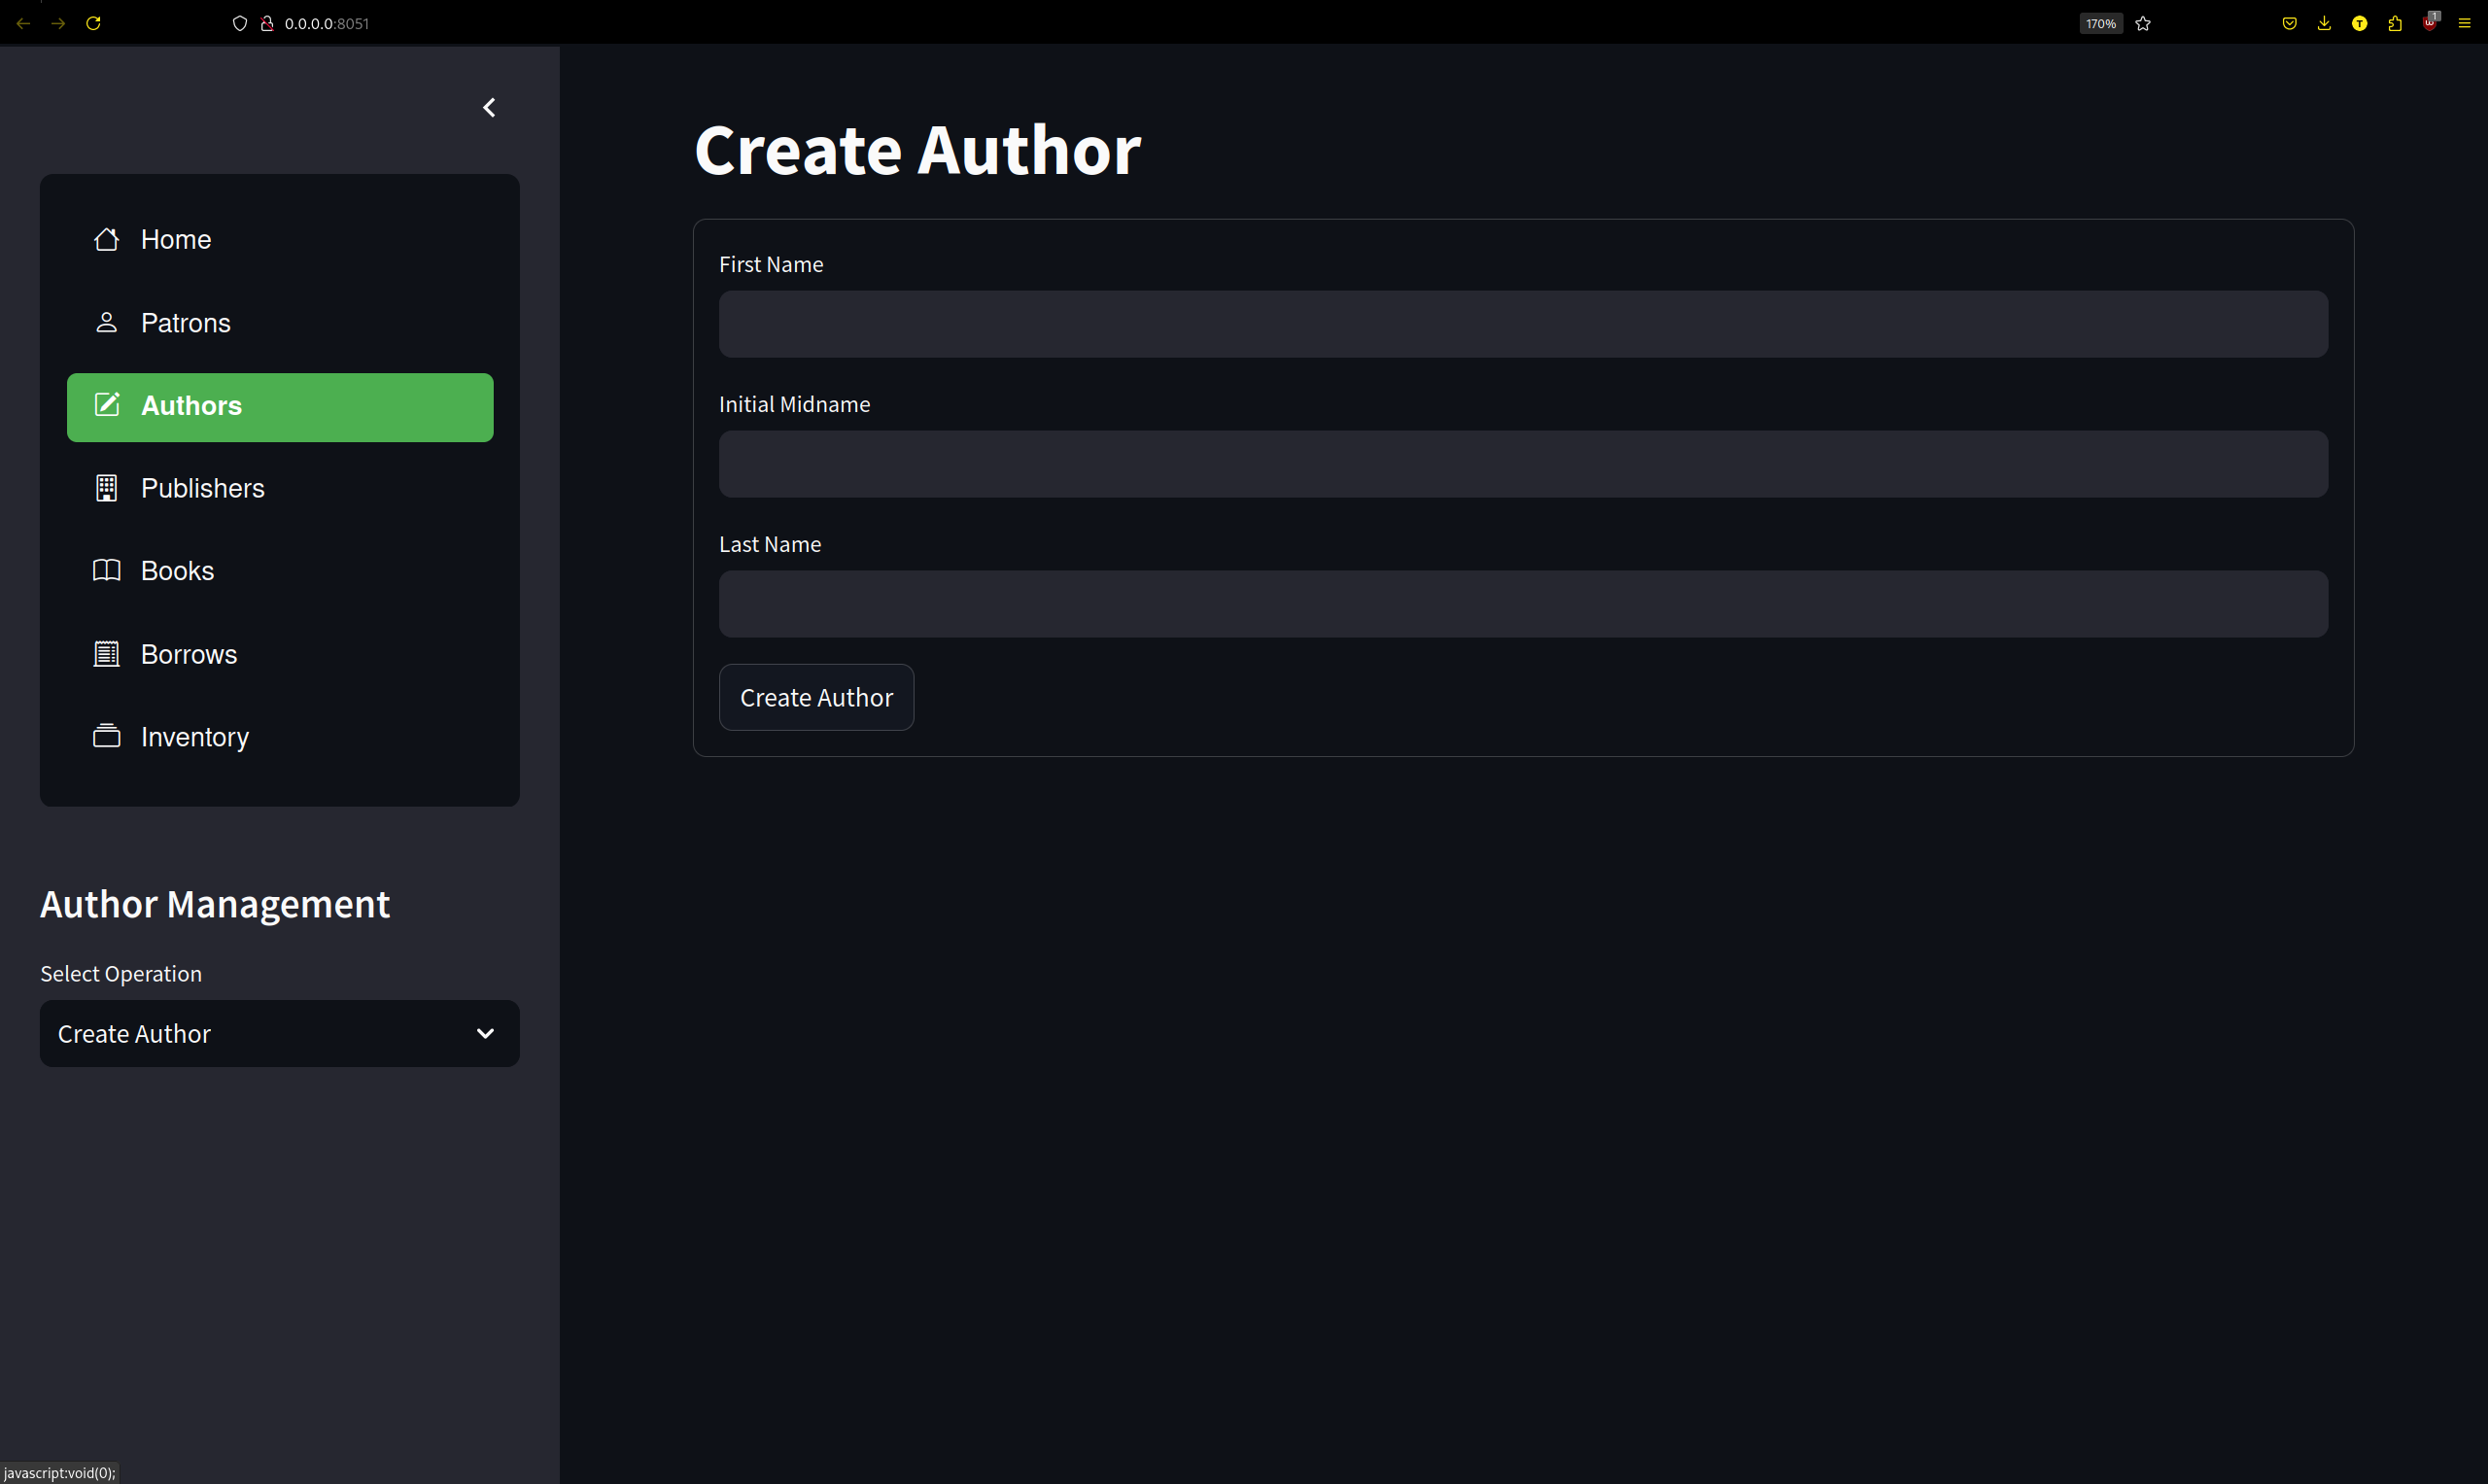 0.0.0.0:8051
170%
1
T
Home
Patrons
Authors
Publishers
Books
Borrows
Inventory
Author Management
Select Operation
Create Author
Create Author
First Name
Initial Midname
Last Name
Create Author
javascript:void(0);